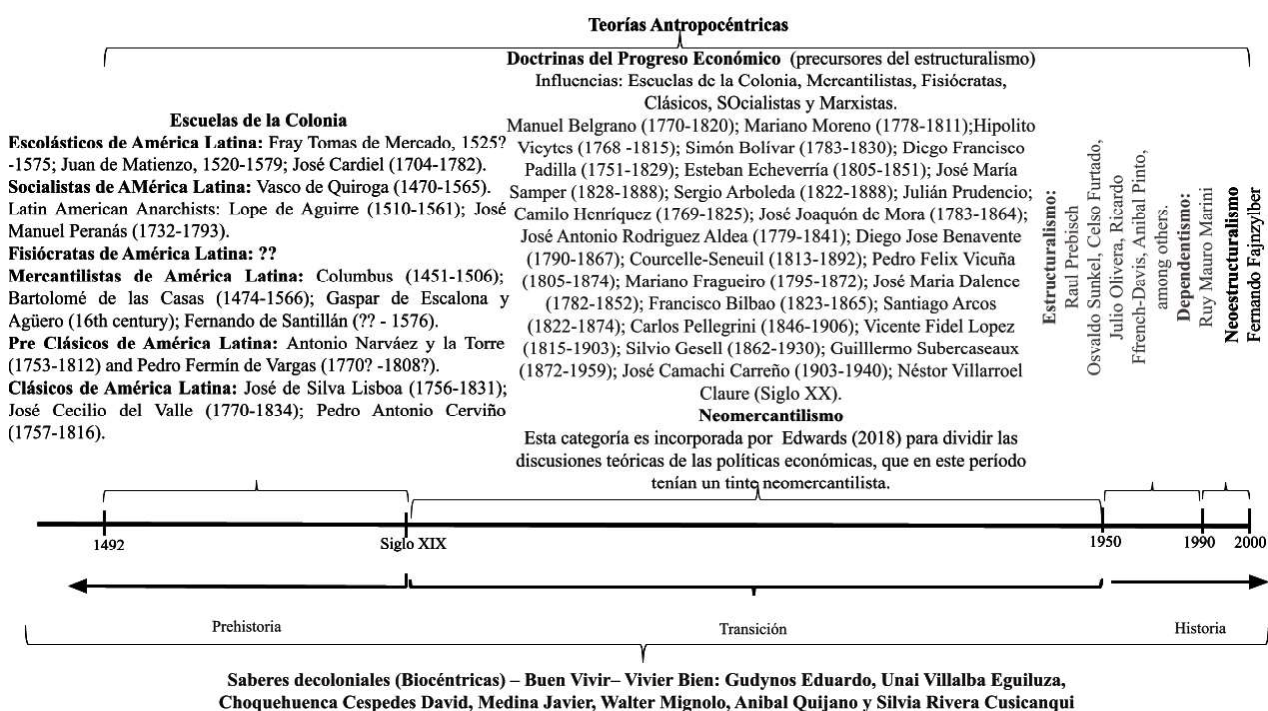 Teorías Antropocéntricas
Escuelas de la Colonia
Escolásticos de América Latina: Fray Tomas de Mercado, 1525?
-1575; Juan de Matienzo, 1520-1579; José Cardiel (1704-1782).
Socialistas de AMérica Latina: Vasco de Quiroga (1470-1565).
Latin American Anarchists: Lope de Aguirre (1510-1561); José
Manuel Peranás (1732-1793).
Fisiócratas de América Latina: ??
Mercantilistas de América Latina: Columbus (1451-1506);
Bartolomé de las Casas (1474-1566); Gaspar de Escalona y
Agüero (16th century); Fernando de Santillán (?? - 1576).
Pre Clásicos de América Latina: Antonio Narváez y la Torre
(1753-1812) and Pedro Fermín de Vargas (1770? -1808?).
Clásicos de América Latina: José de Silva Lisboa (1756-1831);
José Cecilio del Valle (1770-1834); Pedro Antonio Cerviño
(1757-1816).
Doctrinas del Progreso Económico (precursores del estructuralismo)
Influencias: Escuelas de la Colonia, Mercantilistas, Fisiócratas,
Clásicos, SOcialistas y Marxistas.
Manuel Belgrano (1770-1820); Mariano Moreno (1778-1811);Hipolito
Vieytes (1768 -1815); Simón Bolívar (1783-1830); Diego Francisco
Padilla (1751-1829); Esteban Echeverría (1805-1851); José María
Samper (1828-1888); Sergio Arboleda (1822-1888); Julián Prudencio;
Camilo Henríquez (1769-1825); José Joaquón de Mora (1783-1864);
José Antonio Rodriguez Aldea (1779-1841); Diego Jose Benavente
(1790-1867); Courcelle-Seneuil (1813-1892); Pedro Felix Vicuña
(1805-1874); Mariano Fragueiro (1795-1872); José Maria Dalence
(1782-1852); Francisco Bilbao (1823-1865); Santiago Arcos
(1822-1874); Carlos Pellegrini (1846-1906); Vicente Fidel Lopez
(1815-1903); Silvio Gesell (1862-1930); Guilllermo Subercaseaux
(1872-1959); José Camachi Carreño (1903-1940); Néstor Villarroel
Claure (Siglo XX).
Neomercantilismo
Esta categoría es incorporada por Edwards (2018) para dividir las
discusiones teóricas de las políticas económicas, que en este período
tenían un tinte neomercantilista.
Estructuralismo:
Raul Prebisch
Osvaldo Sunkel, Celso Furtado,
Julio Olivera, Ricardo
Ffrench-Davis, Anibal Pinto,
among others.
Dependentismo:
Ruy Mauro Marini
Neoestructuralismo
Fernando Fajnzylber
1492
Siglo XIX
1950
1990
2000
Prehistoria
Transición
Historia
Saberes decoloniales (Biocéntricas) – Buen Vivir– Vivier Bien: Gudynos Eduardo, Unai Villalba Eguiluza,
Choquehuenca Cespedes David, Medina Javier, Walter Mignolo, Anibal Quijano y Silvia Rivera Cusicanqui